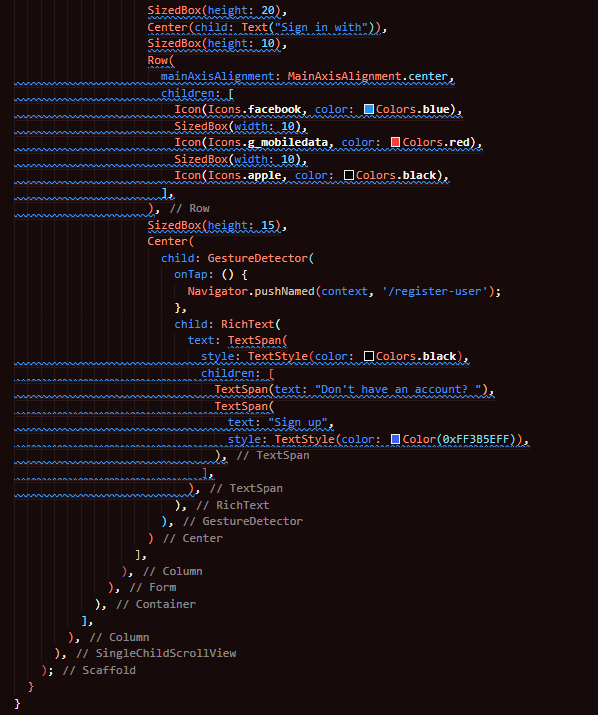 SizedBox(height: 20),
Center(child: Text("Sign in with")),
SizedBox(height: 10),
Row(
mainAxisAlignment: MainAxisAlignment.center,
children: [
Icon(Icons.facebook, color: Colors.blue),
SizedBox(width: 10),
Icon(Icons.g_mobiledata, color: Colors.red),
SizedBox(width: 10),
Icon(Icons.apple, color: Colors.black),
],
), // Row
SizedBox(height: 15),
Center(
child: GestureDetector(
onTap: () {
Navigator.pushNamed(context, '/register-user');
},
child: RichText(
text: TextSpan(
style: TextStyle(color: Colors.black),
children: [
TextSpan(text: "Don't have an account? "),
TextSpan(
text: "Sign up",
style: TextStyle(color: Color(0xFF3B5EFF)),
), // TextSpan
],
), // TextSpan
), // RichText
), // GestureDetector
) // Center
],
), // Column
), // Form
), // Container
],
), // Column
), // SingleChildScrollView
); // Scaffold
}
}